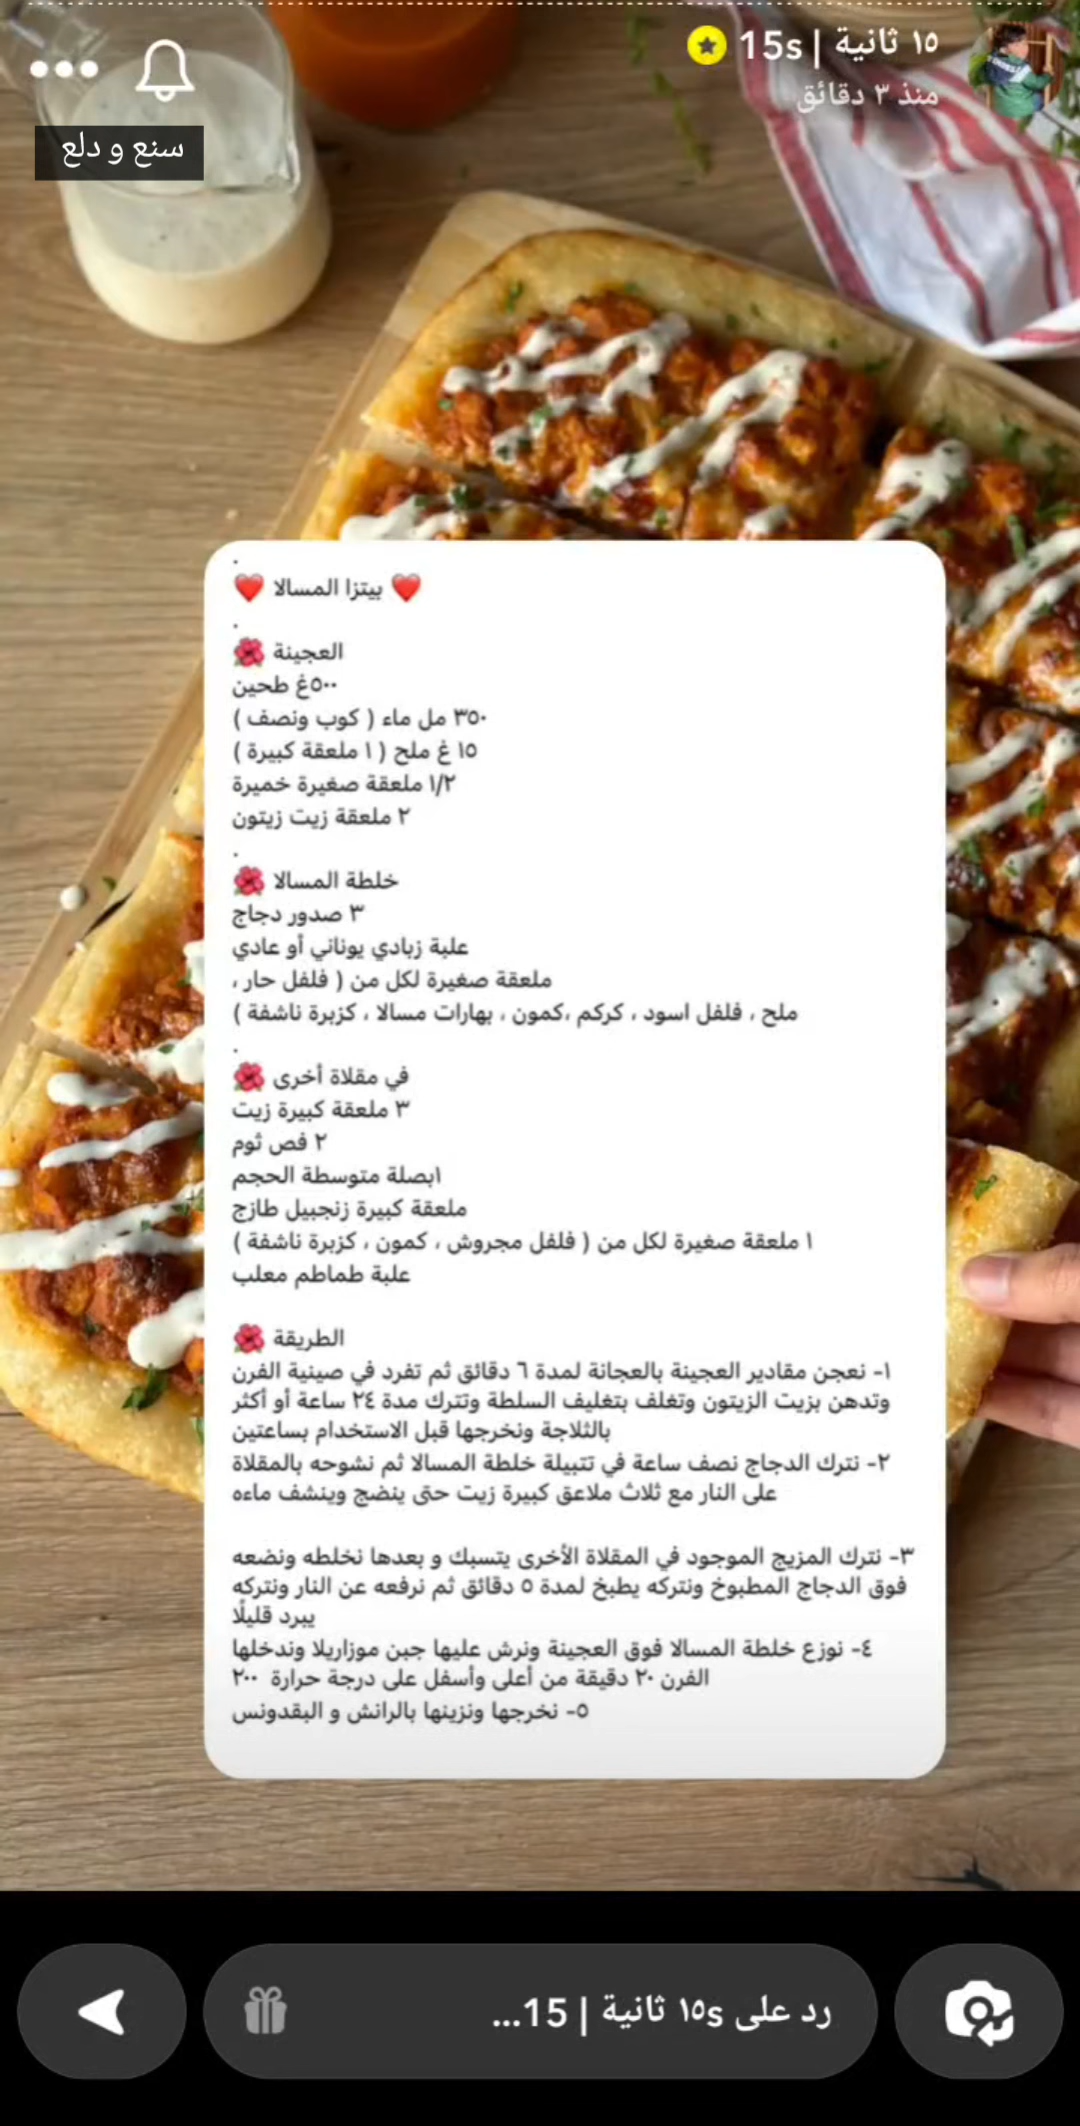 ١٥ ثانية | 15s
منذ ٣ دقائق
سنع و دلع
.
❤️ بيتزا المسالا ❤️
.
العجينة 🌺
٥٠٠غ طحين
٣٥٠ مل ماء ( كوب ونصف )
١٥ غ ملح ( ١ ملعقة كبيرة )
١/٢ ملعقة صغيرة خميرة
٢ ملعقة زيت زيتون
.
خلطة المسالا 🌺
٣ صدور دجاج
علبة زبادي يوناني أو عادي
ملعقة صغيرة لكل من ( فلفل حار ،
ملح ، فلفل اسود ، كركم ،كمون ، بهارات مسالا ، كزبرة ناشفة )
.
في مقلاة أخرى 🌺
٣ ملعقة كبيرة زيت
٢ فص ثوم
١بصلة متوسطة الحجم
ملعقة كبيرة زنجبيل طازج
١ ملعقة صغيرة لكل من ( فلفل مجروش ، كمون ، كزبرة ناشفة )
علبة طماطم معلب
الطريقة 🌺
١- نعجن مقادير العجينة بالعجانة لمدة ٦ دقائق ثم تفرد في صينية الفرن
وتدهن بزيت الزيتون وتغلف بتغليف السلطة وتترك مدة ٢٤ ساعة أو أكثر
بالثلاجة ونخرجها قبل الاستخدام بساعتين
٢- نترك الدجاج نصف ساعة في تتبيلة خلطة المسالا ثم نشوحه بالمقلاة
على النار مع ثلاث ملاعق كبيرة زيت حتى ينضج وينشف ماءه
٣- نترك المزيج الموجود في المقلاة الأخرى يتسبك و بعدها نخلطه ونضعه
فوق الدجاج المطبوخ ونتركه يطبخ لمدة ٥ دقائق ثم نرفعه عن النار ونتركه
يبرد قليلًا
٤- نوزع خلطة المسالا فوق العجينة ونرش عليها جبن موزاريلا وندخلها
الفرن ٢٠ دقيقة من أعلى وأسفل على درجة حرارة ٢٠٠
٥- نخرجها ونزينها بالرانش و البقدونس
رد على ١٥s ثانية | 15...